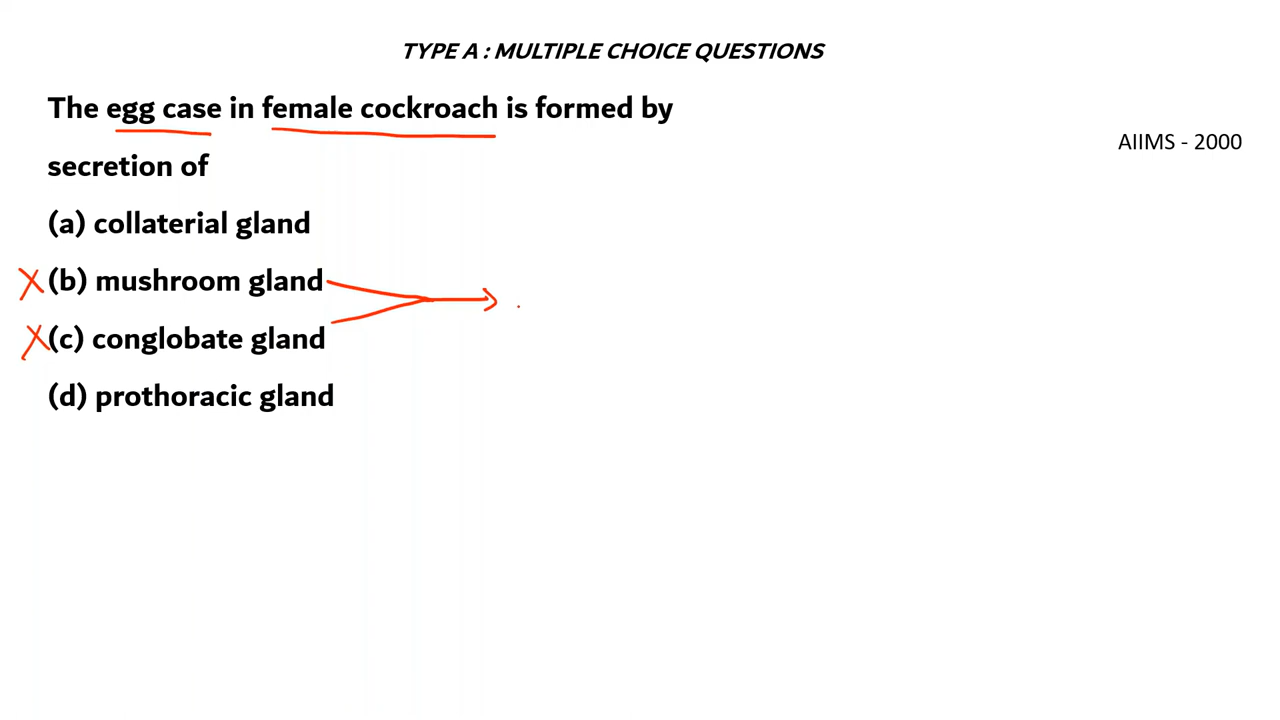 TYPE A : MULTIPLE CHOICE QUESTIONS
The egg case in female cockroach is formed by
AIIMS - 2000
secretion of
(a) collaterial gland
(b) mushroom gland
(c) conglobate gland
(d) prothoracic gland